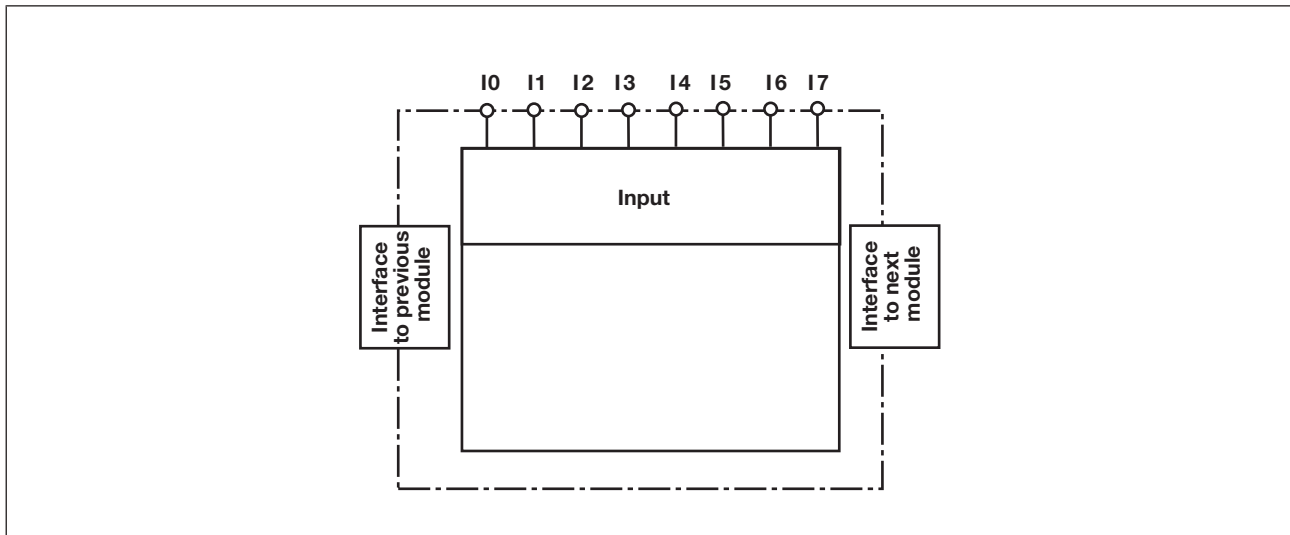 I0 I1 I2 I3 I4 I5 I6 I7
Input
Interface
to previous
module
Interface
to next
module